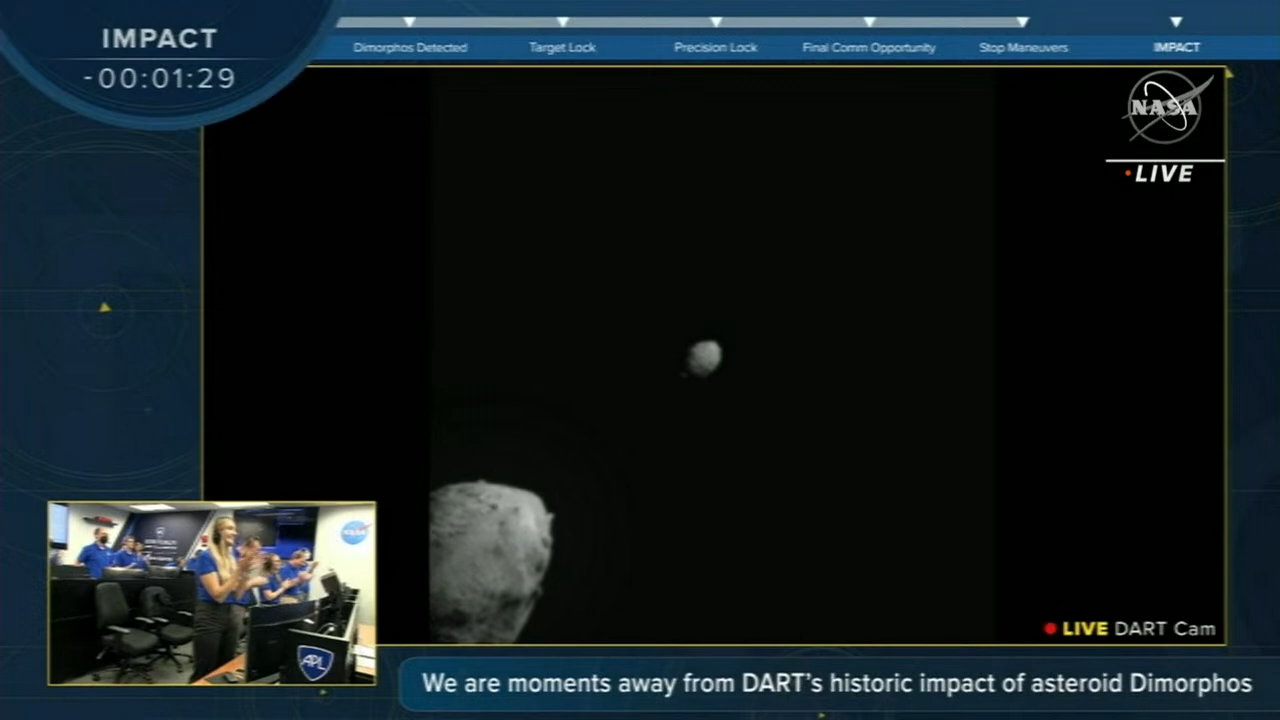 IMPACT
-00:01:29
Dimorphos Detected
Target Lock
Precision Lock
Final Comm Opportunity
Stop Maneuvers
IMPACT
NASA
LIVE
LIVE DART Cam
NASA
APL
We are moments away from DART's historic impact of asteroid Dimorphos